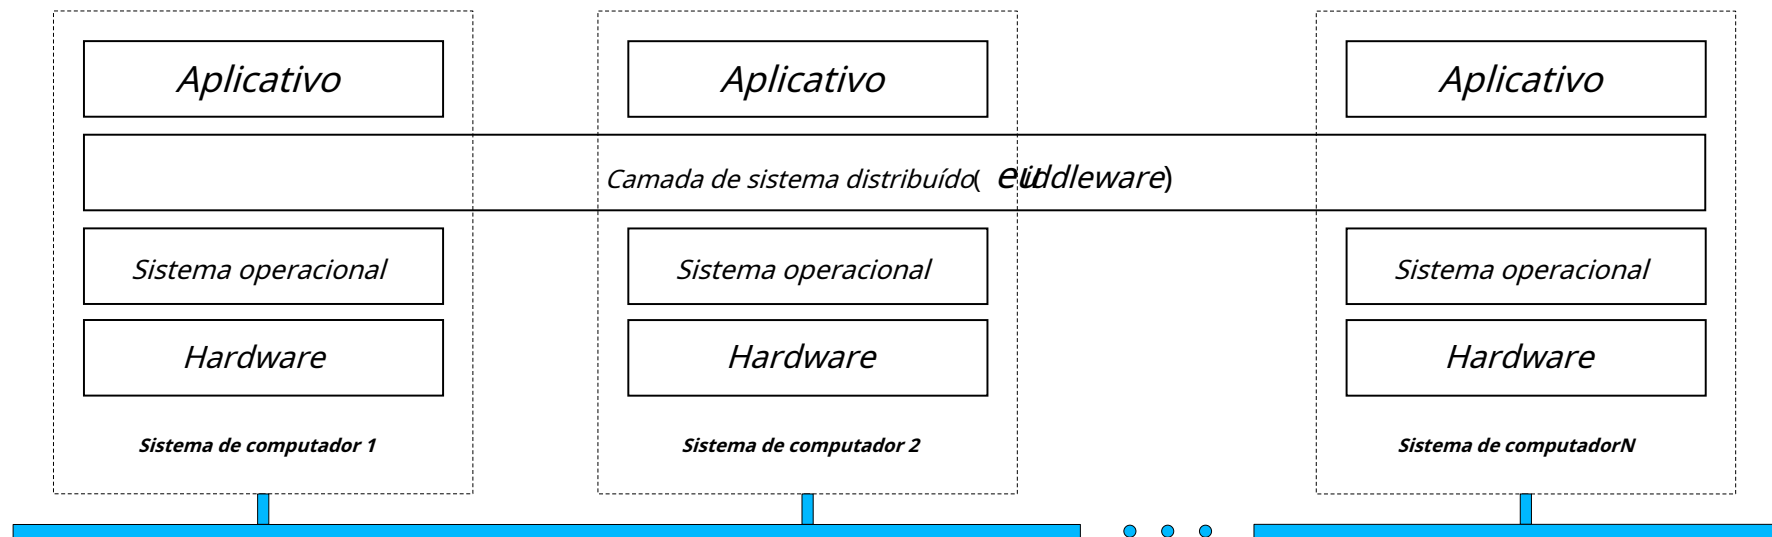 Aplicativo
Aplicativo
Aplicativo
Camada de sistema distribuído( middleware)
Sistema operacional
Sistema operacional
Sistema operacional
Hardware
Hardware
Hardware
Sistema de computador 1
Sistema de computador 2
Sistema de computadorN